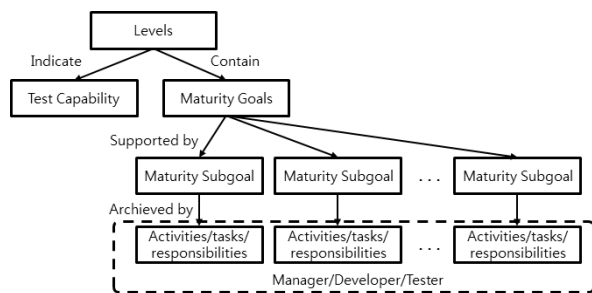 Levels
Indicate
Contain
Test Capability
Maturity Goals
Supported by
Maturity Subgoal
Maturity Subgoal
. . .
Maturity Subgoal
Archieved by
Activities/tasks/
responsibilities
Activities/tasks/
responsibilities
. . .
Activities/tasks/
responsibilities
Manager/Developer/Tester